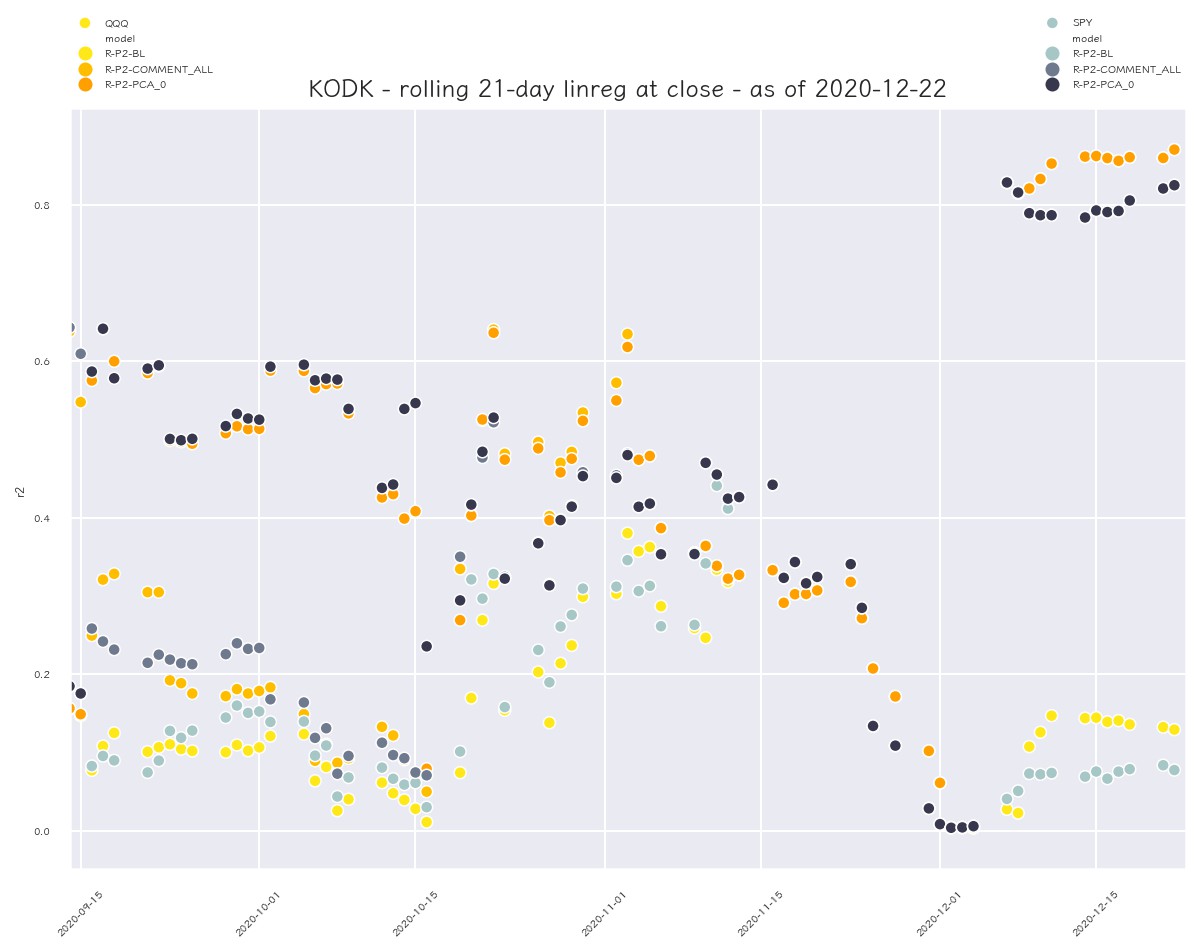 QQQ
model
R-P2-BL
R-P2-COMMENT_ALL
R-P2-PCA_0
SPY
model
R-P2-BL
R-P2-COMMENT_ALL
R-P2-PCA_0
KODK - rolling 21-day linreg at close - as of 2020-12-22
r2
0.8
0.6
0.4
0.2
0.0
2020-09-15
2020-10-01
2020-10-15
2020-11-01
2020-11-15
2020-12-01
2020-12-15